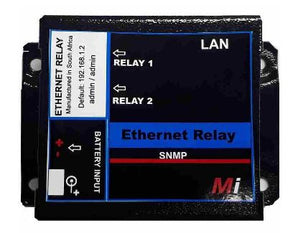 LAN
RELAY 1
RELAY 2
ETHERNET RELAY
Manufactured in South Africa
Default: 192.168.1.2
admin / admin
BATTERY INPUT
- +
Ethernet Relay
SNMP
Mi